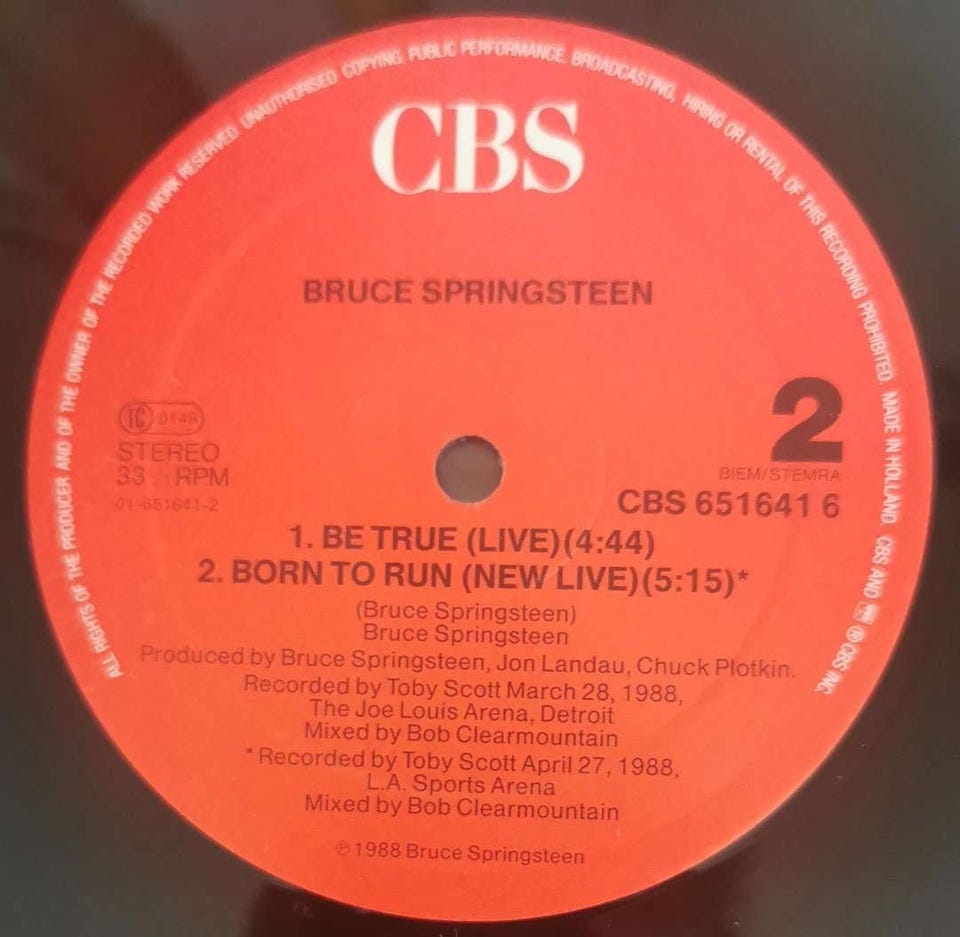 ALL RIGHTS OF THE PRODUCER AND OF THE OWNER OF THE RECORDED WORK RESERVED. UNAUTHORISED COPYING, PUBLIC PERFORMANCE, BROADCASTING, HIRING OR RENTAL OF THIS RECORDING PROHIBITED. MADE IN HOLLAND. CBS AND ℗ CBS INC.
CBS
BRUCE SPRINGSTEEN
2
0149
STEREO
BIEM/STEMRA
33 RPM
CBS 651641 6
01-651641-2
1. BE TRUE (LIVE)(4:44)
2. BORN TO RUN (NEW LIVE)(5:15)*
(Bruce Springsteen)
Bruce Springsteen
Produced by Bruce Springsteen, Jon Landau, Chuck Plotkin.
Recorded by Toby Scott March 28, 1988,
The Joe Louis Arena, Detroit
Mixed by Bob Clearmountain
*Recorded by Toby Scott April 27, 1988,
L.A. Sports Arena
Mixed by Bob Clearmountain
℗ 1988 Bruce Springsteen